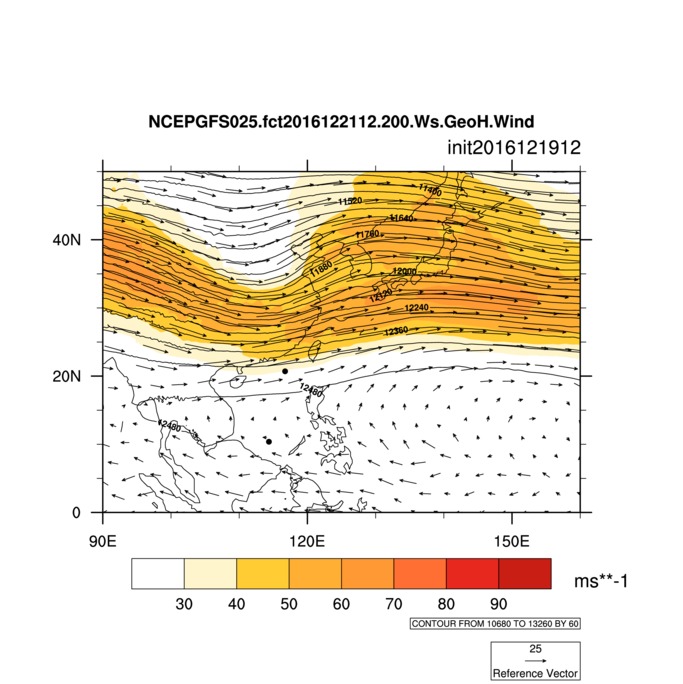 NCEPGFS025.fct2016122112.200.Ws.GeoH.Wind
init2016121912
11400
11520
11640
40N
11760
11880
12000
12120
12240
12360
20N
12480
12480
0
90E 120E 150E
ms**-1
30 40 50 60 70 80 90
CONTOUR FROM 10680 TO 13260 BY 60
25
Reference Vector